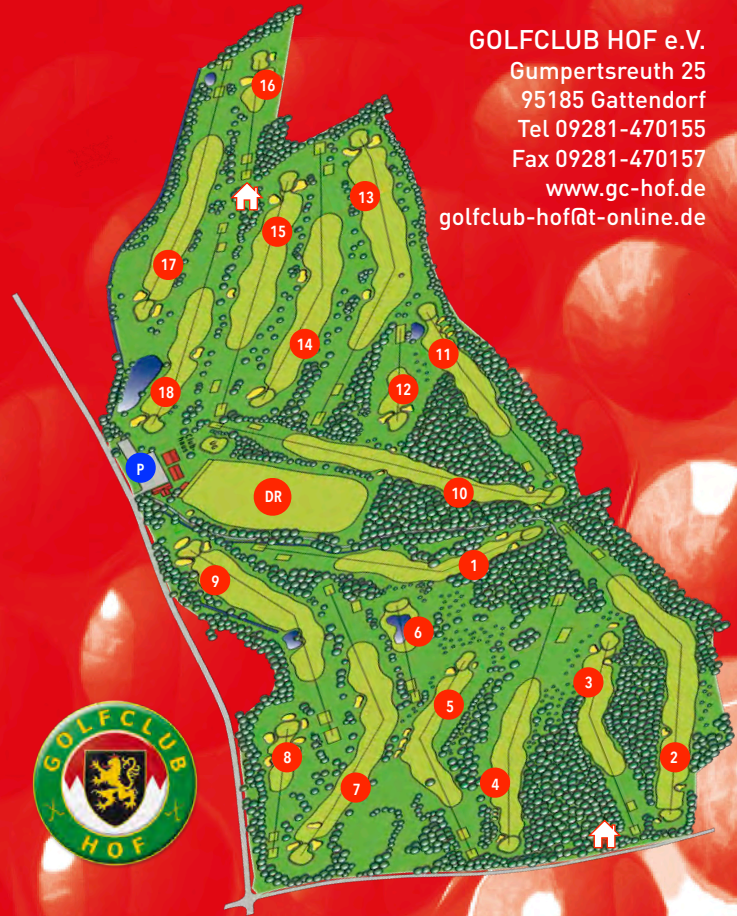 GOLFCLUB HOF e.V.
Gumpertsreuth 25
95185 Gattendorf
Tel 09281-470155
Fax 09281-470157
www.gc-hof.de
golfclub-hof@t-online.de
16
13
15
17
14
11
12
18
P
DR
10
1
9
6
3
5
2
8
4
7
GOLFCLUB
HOF